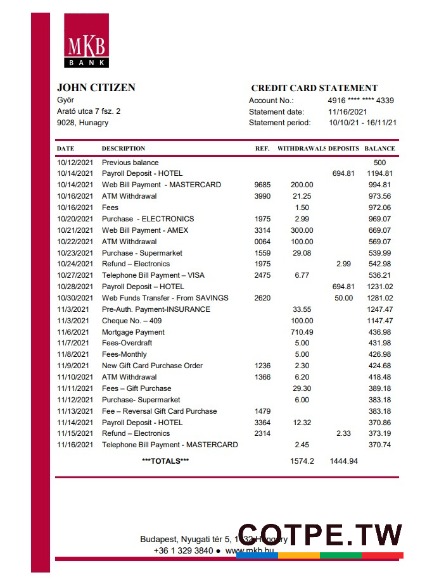 MKB
BANK
JOHN CITIZEN
Győr
Arató utca 7 fsz. 2
9028, Hunagry
CREDIT CARD STATEMENT
Account No.: 4916 **** **** 4339
Statement date: 11/16/2021
Statement period: 10/10/21 - 16/11/21
DATE DESCRIPTION REF. WITHDRAWALS DEPOSITS BALANCE
10/12/2021 Previous balance 500
10/14/2021 Payroll Deposit - HOTEL 694.81 1194.81
10/14/2021 Web Bill Payment - MASTERCARD 9685 200.00 994.81
10/16/2021 ATM Withdrawal 3990 21.25 973.56
10/16/2021 Fees 1.50 972.06
10/20/2021 Purchase - ELECTRONICS 1975 2.99 969.07
10/21/2021 Web Bill Payment - AMEX 3314 300.00 669.07
10/22/2021 ATM Withdrawal 0064 100.00 569.07
10/23/2021 Purchase - Supermarket 1559 29.08 539.99
10/24/2021 Refund – Electronics 1975 2.99 542.98
10/27/2021 Telephone Bill Payment – VISA 2475 6.77 536.21
10/28/2021 Payroll Deposit – HOTEL 694.81 1231.02
10/30/2021 Web Funds Transfer - From SAVINGS 2620 50.00 1281.02
11/3/2021 Pre-Auth. Payment-INSURANCE 33.55 1247.47
11/3/2021 Cheque No. – 409 100.00 1147.47
11/6/2021 Mortgage Payment 710.49 436.98
11/7/2021 Fees-Overdraft 5.00 431.98
11/8/2021 Fees-Monthly 5.00 426.98
11/9/2021 New Gift Card Purchase Order 1236 2.30 424.68
11/10/2021 ATM Withdrawal 1366 6.20 418.48
11/11/2021 Fees – Gift Purchase 29.30 389.18
11/12/2021 Purchase- Supermarket 6.00 383.18
11/13/2021 Fee – Reversal Gift Card Purchase 1479 383.18
11/14/2021 Payroll Deposit - HOTEL 3364 12.32 370.86
11/15/2021 Refund – Electronics 2314 2.33 373.19
11/16/2021 Telephone Bill Payment - MASTERCARD 2.45 370.74
***TOTALS*** 1574.2 1444.94
Budapest, Nyugati tér 5, 1132 Hungary
+36 1 329 3840 ● www.mkb.hu
COTPE.TW